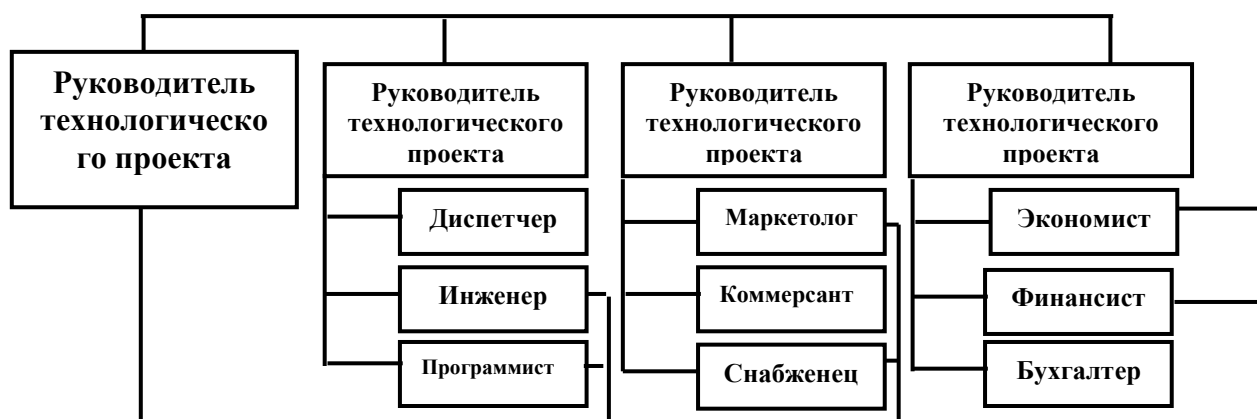 Руководитель
технологическо
го проекта
Руководитель
технологического
проекта
Диспетчер
Инженер
Программист
Руководитель
технологического
проекта
Маркетолог
Коммерсант
Снабженец
Руководитель
технологического
проекта
Экономист
Финансист
Бухгалтер